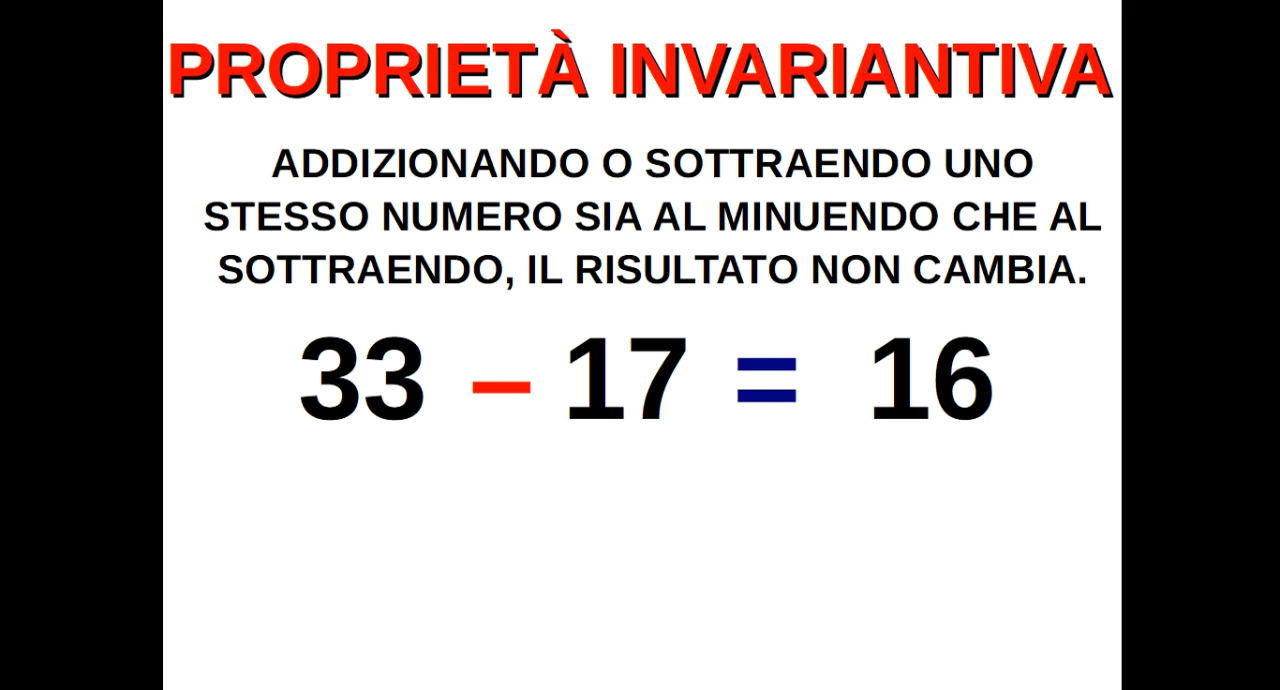 PROPRIETÀ INVARIANTIVA
ADDIZIONANDO O SOTTRAENDO UNO
STESSO NUMERO SIA AL MINUENDO CHE AL
SOTTRAENDO, IL RISULTATO NON CAMBIA.
33 – 17 = 16